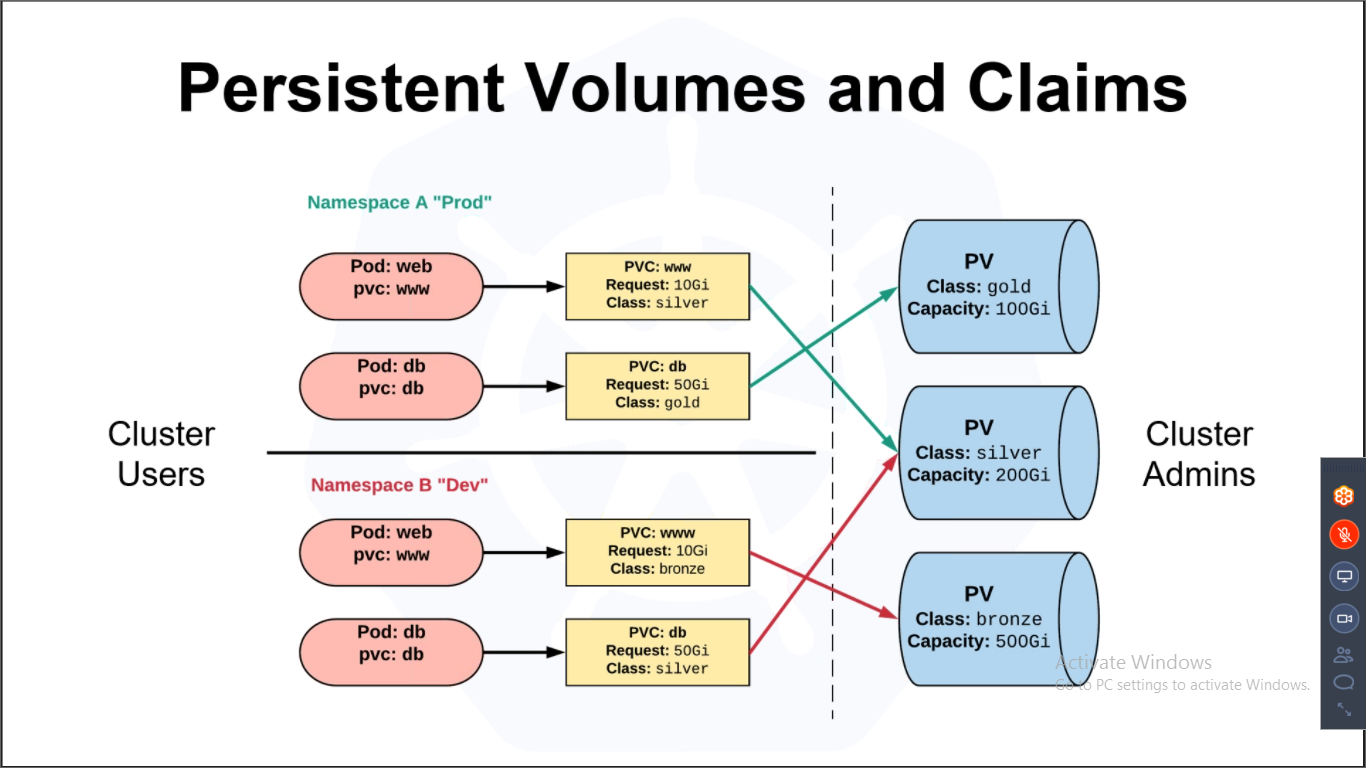 Persistent Volumes and Claims
Namespace A "Prod"
Pod: web
pvc: www
PVC: www
Request: 10Gi
Class: silver
Pod: db
pvc: db
PVC: db
Request: 50Gi
Class: gold
Cluster
Users
Namespace B "Dev"
Pod: web
pvc: www
PVC: www
Request: 10Gi
Class: bronze
Pod: db
pvc: db
PVC: db
Request: 50Gi
Class: silver
PV
Class: gold
Capacity: 100Gi
PV
Class: silver
Capacity: 200Gi
PV
Class: bronze
Capacity: 500Gi
Cluster
Admins
Activate Windows
Go to PC settings to activate Windows.